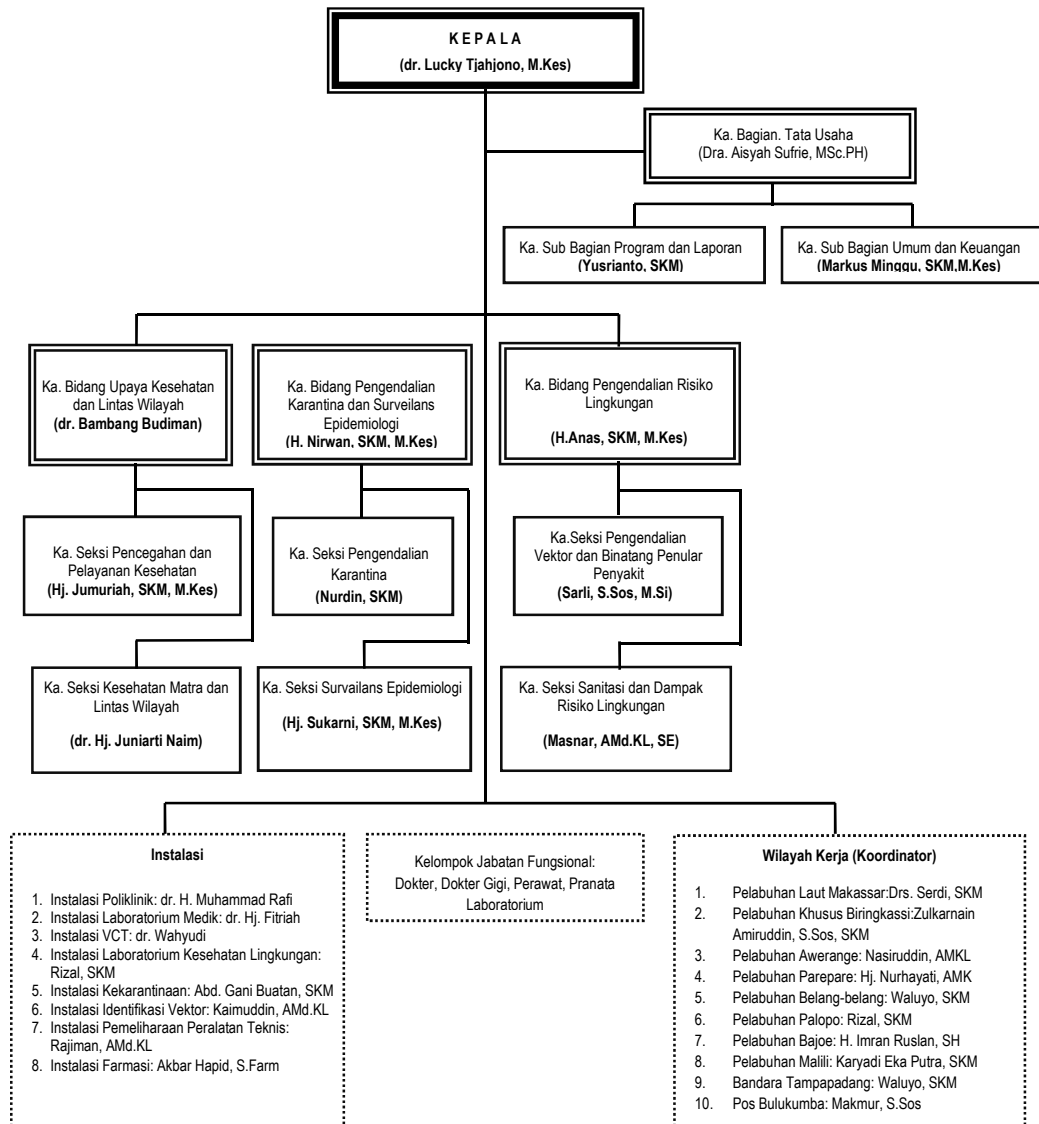 K E P A L A
(dr. Lucky Tjahjono, M.Kes)
Ka. Bagian. Tata Usaha
(Dra. Aisyah Sufrie, MSc.PH)
Ka. Sub Bagian Program dan Laporan
(Yusrianto, SKM)
Ka. Sub Bagian Umum dan Keuangan
(Markus Minggu, SKM,M.Kes)
Ka. Bidang Upaya Kesehatan
dan Lintas Wilayah
(dr. Bambang Budiman)
Ka. Bidang Pengendalian
Karantina dan Surveilans
Epidemiologi
(H. Nirwan, SKM, M.Kes)
Ka. Bidang Pengendalian Risiko
Lingkungan
(H.Anas, SKM, M.Kes)
Ka. Seksi Pencegahan dan
Pelayanan Kesehatan
(Hj. Jumuriah, SKM, M.Kes)
Ka. Seksi Pengendalian
Karantina
(Nurdin, SKM)
Ka.Seksi Pengendalian
Vektor dan Binatang Penular
Penyakit
(Sarli, S.Sos, M.Si)
Ka. Seksi Kesehatan Matra dan
Lintas Wilayah
(dr. Hj. Juniarti Naim)
Ka. Seksi Survailans Epidemiologi
(Hj. Sukarni, SKM, M.Kes)
Ka. Seksi Sanitasi dan Dampak
Risiko Lingkungan
(Masnar, AMd.KL, SE)
Instalasi
1. Instalasi Poliklinik: dr. H. Muhammad Rafi
2. Instalasi Laboratorium Medik: dr. Hj. Fitriah
3. Instalasi VCT: dr. Wahyudi
4. Instalasi Laboratorium Kesehatan Lingkungan:
Rizal, SKM
5. Instalasi Kekarantinaan: Abd. Gani Buatan, SKM
6. Instalasi Identifikasi Vektor: Kaimuddin, AMd.KL
7. Instalasi Pemeliharaan Peralatan Teknis:
Rajiman, AMd.KL
8. Instalasi Farmasi: Akbar Hapid, S.Farm
Kelompok Jabatan Fungsional:
Dokter, Dokter Gigi, Perawat, Pranata
Laboratorium
Wilayah Kerja (Koordinator)
1. Pelabuhan Laut Makassar:Drs. Serdi, SKM
2. Pelabuhan Khusus Biringkassi:Zulkarnain
Amiruddin, S.Sos, SKM
3. Pelabuhan Awerange: Nasiruddin, AMKL
4. Pelabuhan Parepare: Hj. Nurhayati, AMK
5. Pelabuhan Belang-belang: Waluyo, SKM
6. Pelabuhan Palopo: Rizal, SKM
7. Pelabuhan Bajoe: H. Imran Ruslan, SH
8. Pelabuhan Malili: Karyadi Eka Putra, SKM
9. Bandara Tampapadang: Waluyo, SKM
10. Pos Bulukumba: Makmur, S.Sos